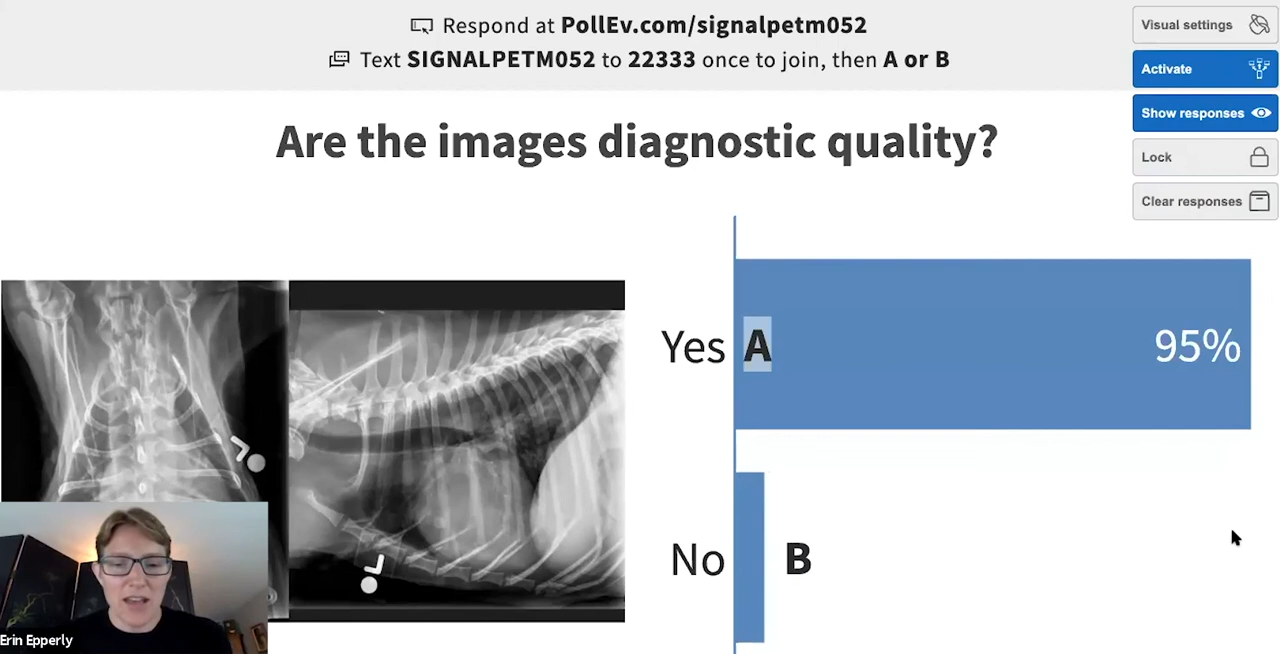 Respond at PollEv.com/signalpetm052
Text SIGNALPETM052 to 22333 once to join, then A or B
Visual settings
Activate
Show responses
Lock
Clear responses
Are the images diagnostic quality?
Yes A 95%
No B
L
L
Erin Epperly